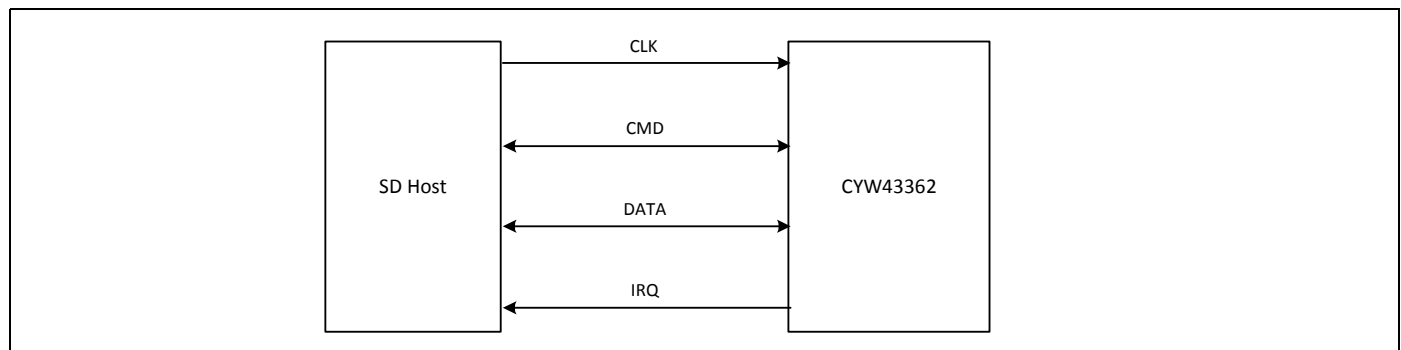 CLK
CMD
SD Host
CYW43362
DATA
IRQ